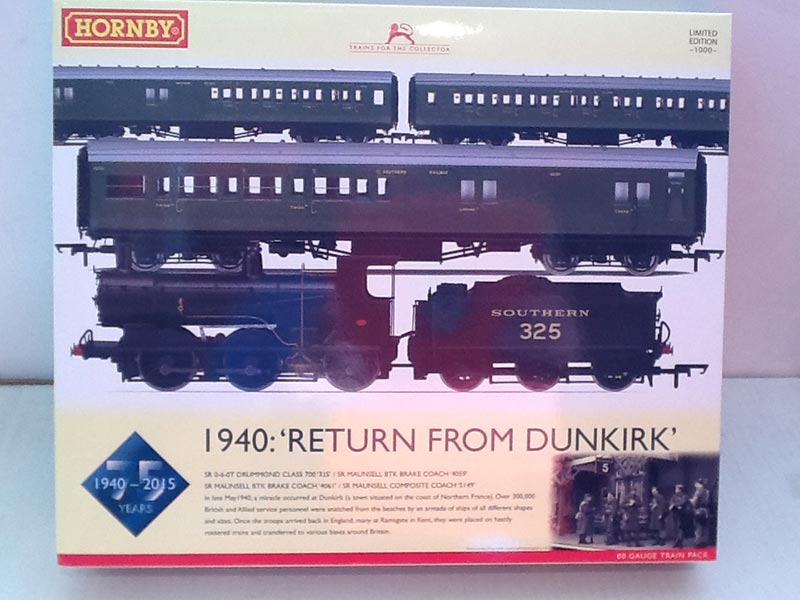 HORNBY
TRAINS FOR THE COLLECTOR
LIMITED
EDITION
-1000-
SOUTHERN
325
1940: 'RETURN FROM DUNKIRK'
75
1940 - 2015
YEARS
SR 0-6-0T DRUMMOND CLASS 700 '325' / SR MAUNSELL BTK BRAKE COACH '4059'
SR MAUNSELL BTK BRAKE COACH '4061' / SR MAUNSELL COMPOSITE COACH '5149'
In late May 1940, a miracle occurred at Dunkirk (a town situated on the coast of Northern France). Over 300,000
British and Allied service personnel were snatched from the beaches by an armada of ships of all different shapes
and sizes. Once the troops arrived back in England, many at Ramsgate in Kent, they were placed on hastily
rostered trains and transferred to various bases around Britain.
5
00 GAUGE TRAIN PACK